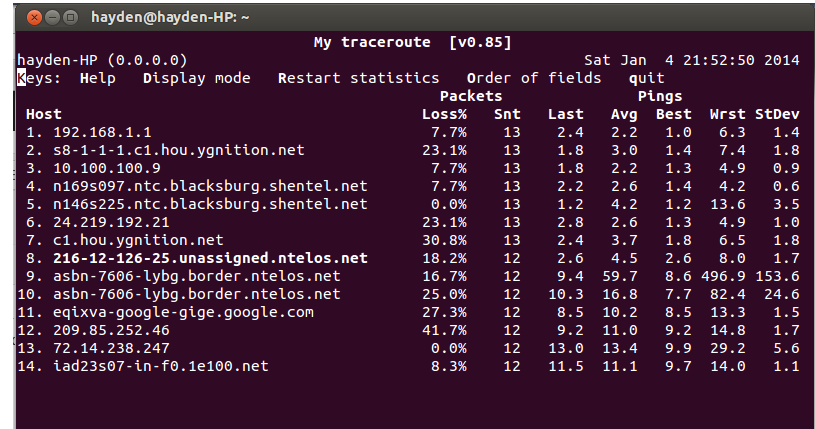 hayden@hayden-HP: ~
My traceroute [v0.85]
hayden-HP (0.0.0.0) Sat Jan 4 21:52:50 2014
Keys: Help Display mode Restart statistics Order of fields quit
Packets Pings
Host Loss% Snt Last Avg Best Wrst StDev
1. 192.168.1.1 7.7% 13 2.4 2.2 1.0 6.3 1.4
2. s8-1-1-1.c1.hou.ygnition.net 23.1% 13 1.8 3.0 1.4 7.4 1.8
3. 10.100.100.9 7.7% 13 1.8 2.2 1.3 4.9 0.9
4. n169s097.ntc.blacksburg.shentel.net 7.7% 13 2.2 2.6 1.4 4.2 0.6
5. n146s225.ntc.blacksburg.shentel.net 0.0% 13 1.2 4.2 1.2 13.6 3.5
6. 24.219.192.21 23.1% 13 2.8 2.6 1.3 4.9 1.0
7. c1.hou.ygnition.net 30.8% 13 2.4 3.7 1.8 6.5 1.8
8. 216-12-126-25.unassigned.ntelos.net 18.2% 12 2.6 4.5 2.6 8.0 1.7
9. asbn-7606-lybg.border.ntelos.net 16.7% 12 9.4 59.7 8.6 496.9 153.6
10. asbn-7606-lybg.border.ntelos.net 25.0% 12 10.3 16.8 7.7 82.4 24.6
11. eqixva-google-gige.google.com 27.3% 12 8.5 10.2 8.5 13.3 1.5
12. 209.85.252.46 41.7% 12 9.2 11.0 9.2 14.8 1.7
13. 72.14.238.247 0.0% 12 13.0 13.4 9.9 29.2 5.6
14. iad23s07-in-f0.1e100.net 8.3% 12 11.5 11.1 9.7 14.0 1.1